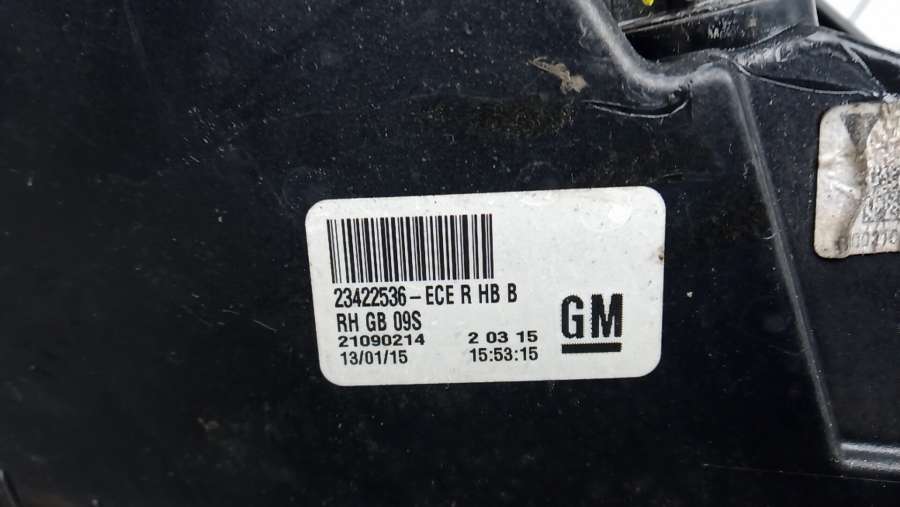 23422536-ECE R HB B
RH GB 09S
21090214 2 03 15
13/01/15 15:53:15
GM